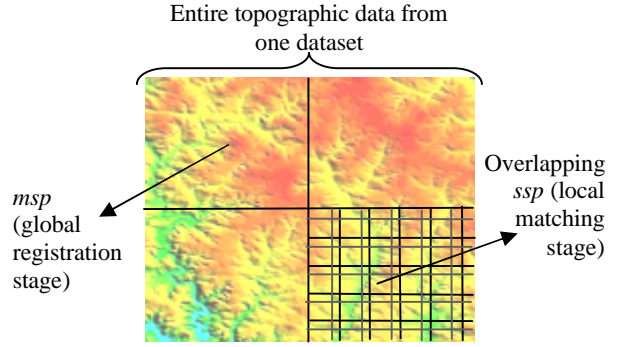 Entire topographic data from
one dataset
msp
(global
registration
stage)
Overlapping
ssp (local
matching
stage)